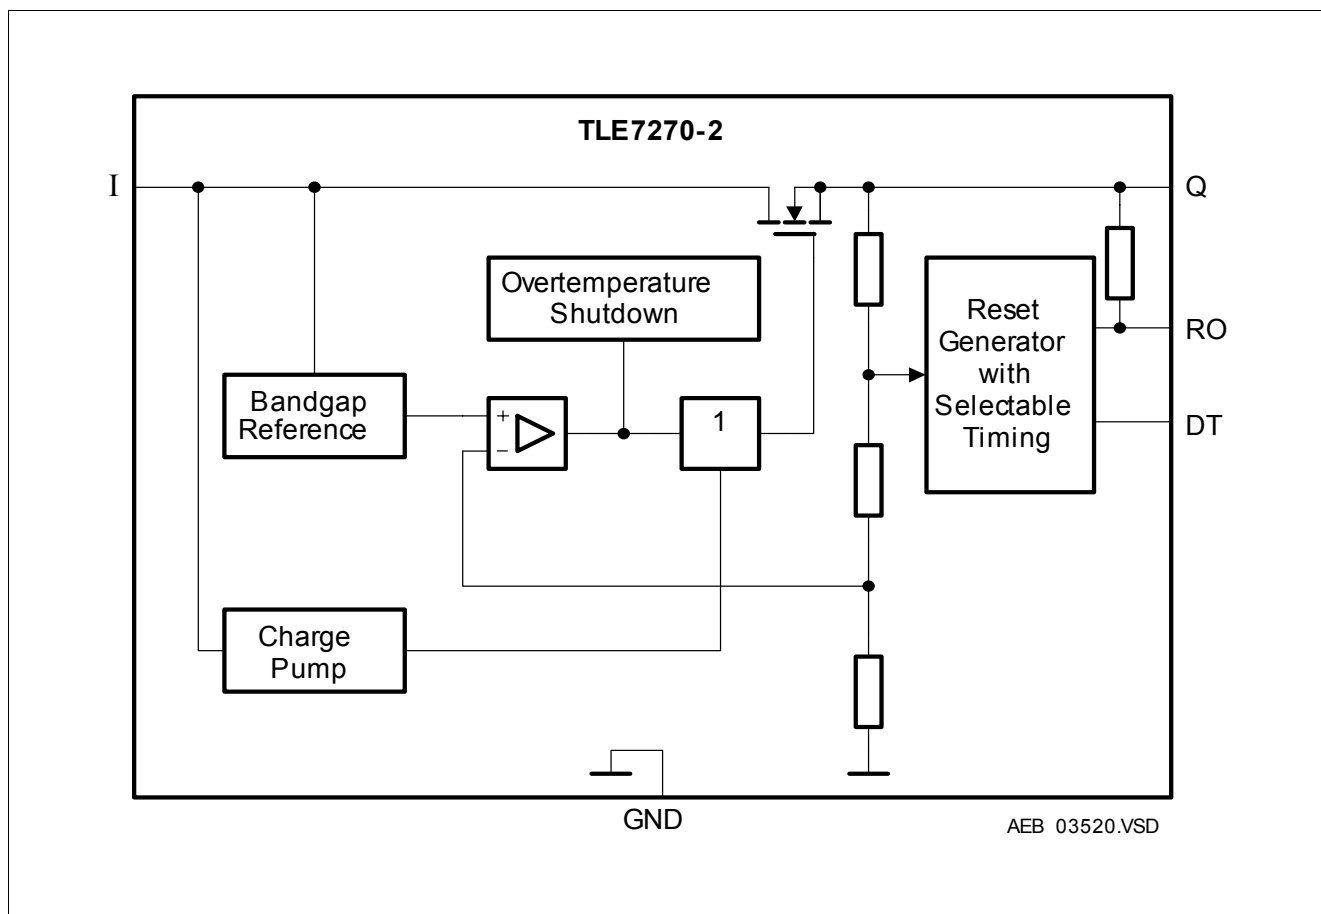 TLE7270-2
I
Q
Overtemperature
Shutdown
Reset
Generator
with
Selectable
Timing
RO
DT
Bandgap
Reference
+
−
1
Charge
Pump
GND
AEB 03520.VSD